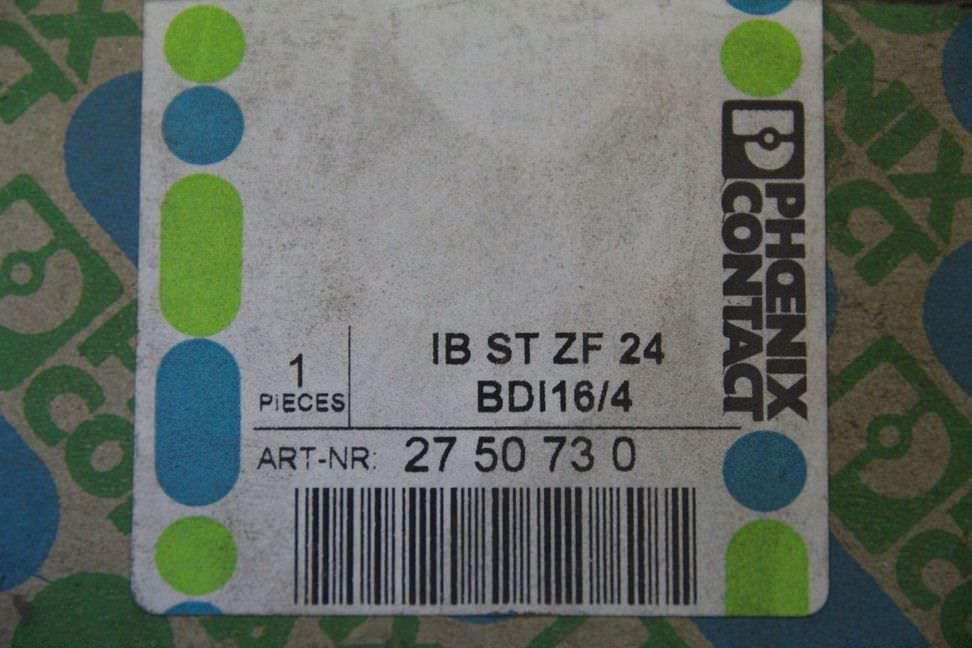 PHOENIX
CONTACT
IB ST ZF 24
BDI16/4
1
PIECES
ART-NR: 27 50 73 0